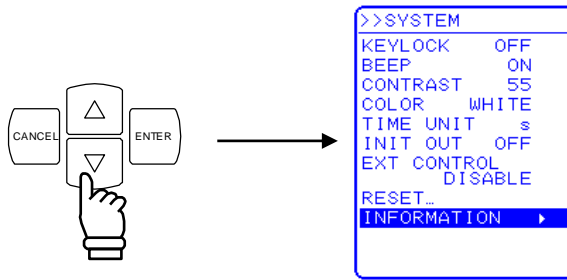 CANCEL
ENTER
>>SYSTEM
KEYLOCK OFF
BEEP ON
CONTRAST 55
COLOR WHITE
TIME UNIT s
INIT OUT OFF
EXT CONTROL
DISABLE
RESET…
INFORMATION